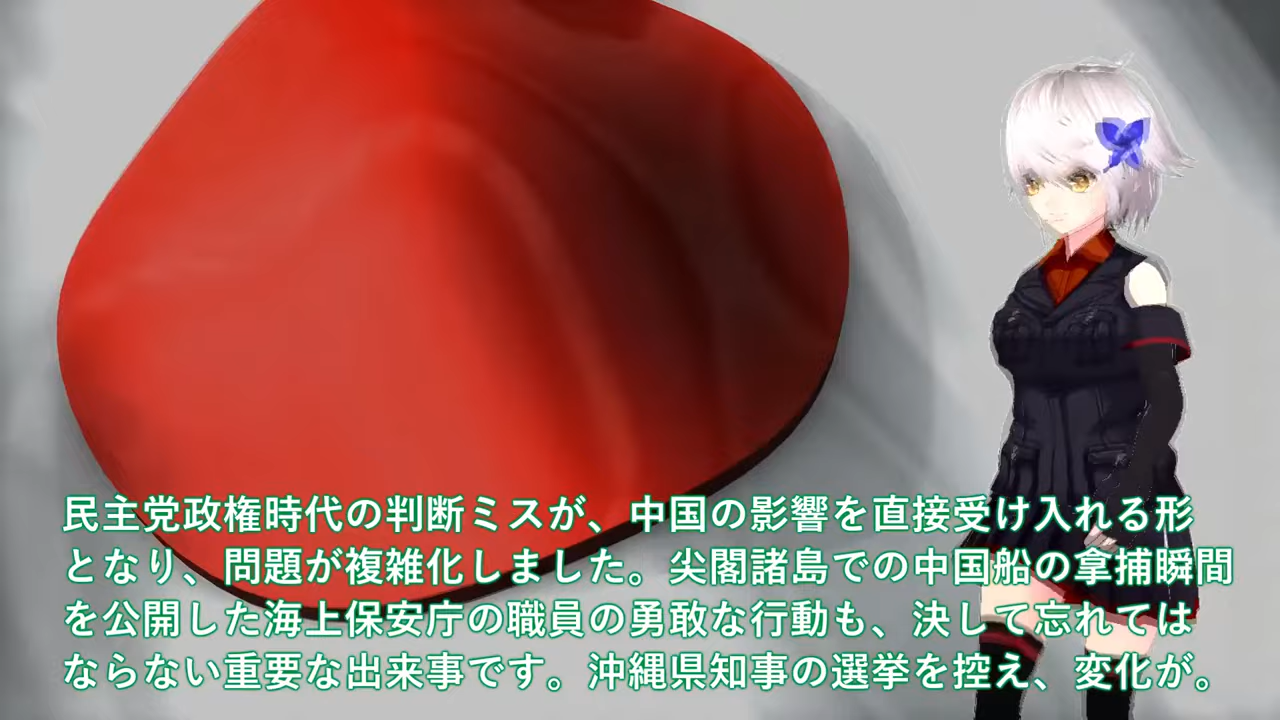 民主党政権時代の判断ミスが、中国の影響を直接受け入れる形
となり、問題が複雑化しました。尖閣諸島での中国船の拿捕瞬間
を公開した海上保安庁の職員の勇敢な行動も、決して忘れては
ならない重要な出来事です。沖縄県知事の選挙を控え、変化が。